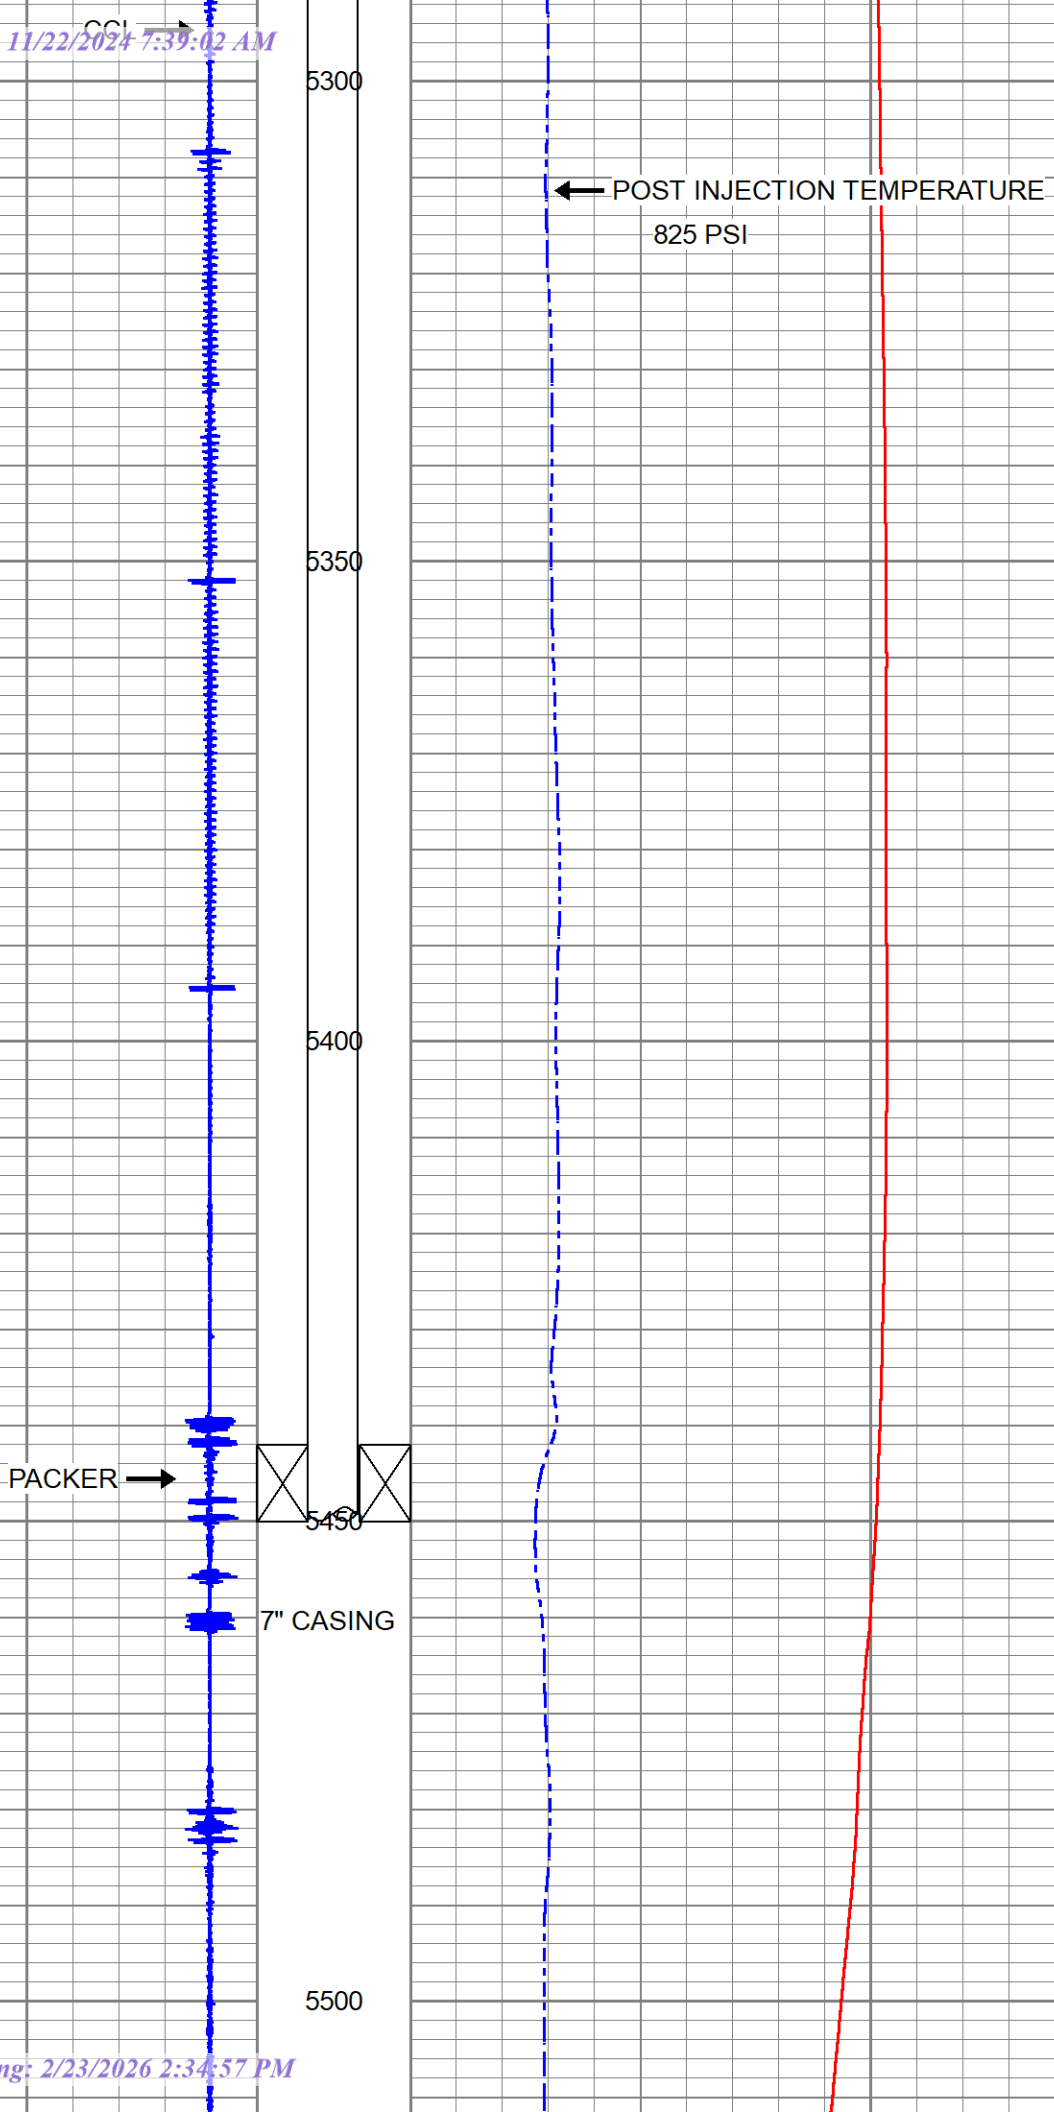 CCL
11/22/2024 7:39:02 AM
5300
POST INJECTION TEMPERATURE
825 PSI
5350
5400
PACKER
5450
7" CASING
5500
ng: 2/23/2026 2:34:57 PM